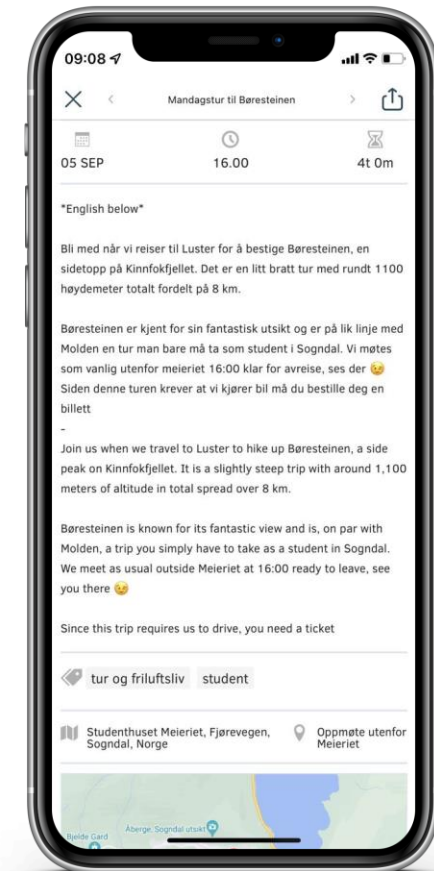 09:08
Mandagstur til Børesteinen
05 SEP
16.00
4t 0m
*English below*
Bli med når vi reiser til Luster for å bestige Børesteinen, en
sidetopp på Kinnfokfjellet. Det er en litt bratt tur med rundt 1100
høydemeter totalt fordelt på 8 km.
Børesteinen er kjent for sin fantastisk utsikt og er på lik linje med
Molden en tur man bare må ta som student i Sogndal. Vi møtes
som vanlig utenfor meieriet 16:00 klar for avreise, ses der 😉
Siden denne turen krever at vi kjører bil må du bestille deg en
billett
-
Join us when we travel to Luster to hike up Børesteinen, a side
peak on Kinnfokfjellet. It is a slightly steep trip with around 1,100
meters of altitude in total spread over 8 km.
Børesteinen is known for its fantastic view and is, on par with
Molden, a trip you simply have to take as a student in Sogndal.
We meet as usual outside Meieriet at 16:00 ready to leave, see
you there 😉
Since this trip requires us to drive, you need a ticket
tur og friluftsliv
student
Studenthuset Meieriet, Fjørevegen,
Sogndal, Norge
Oppmøte utenfor
Meieriet
Åberge, Sogndal utsikt
Bjelde Gard